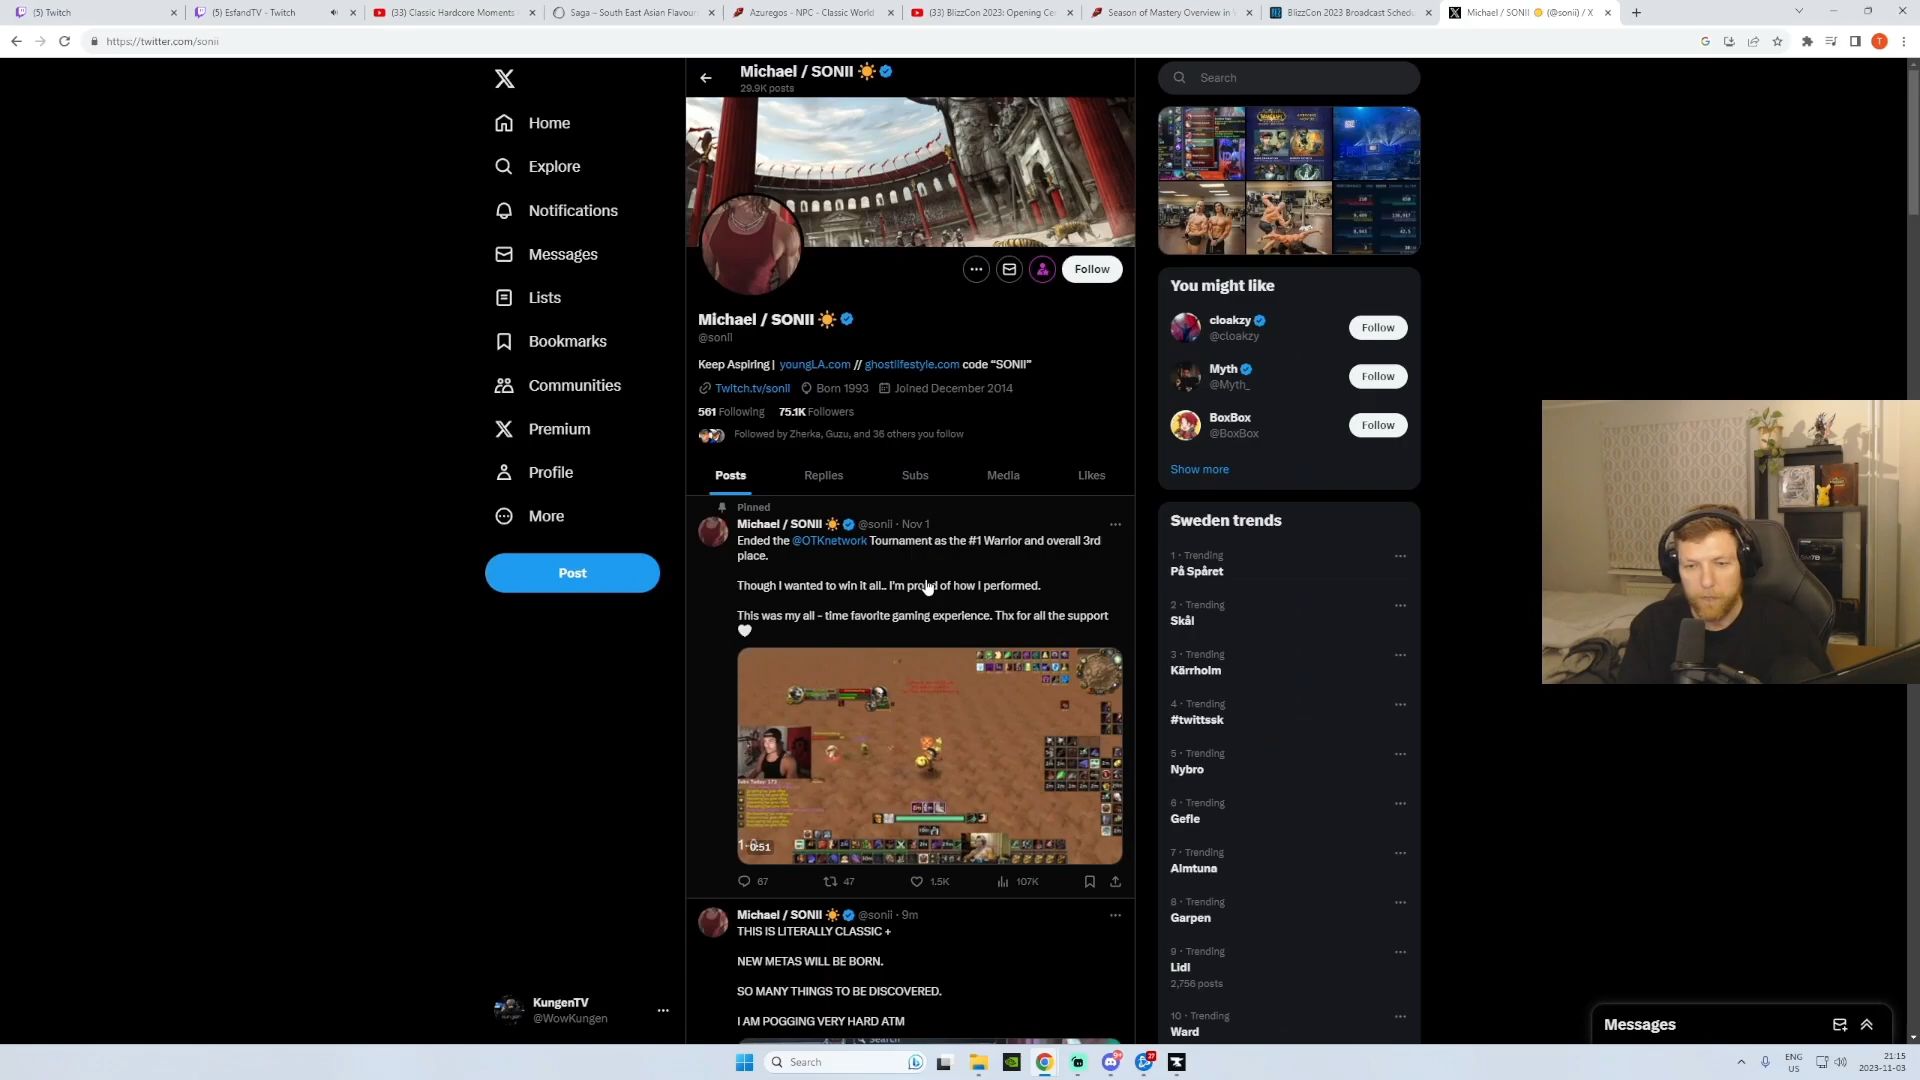 (5) Twitch
(5) EsfandTV - Twitch
(33) Classic Hardcore Moments
Saga – South East Asian Flavour
Azuregos - NPC - Classic World
(33) BlizzCon 2023: Opening Ce
Season of Mastery Overview in
BlizzCon 2023 Broadcast Schedu
Michael / SONII (@sonii) / X
https://twitter.com/sonii
Home
Explore
Notifications
Messages
Lists
Bookmarks
Communities
Premium
Profile
More
Post
KungenTV
@WowKungen
Michael / SONII
29.9K posts
Follow
Michael / SONII
@sonii
Keep Aspiring | youngLA.com // ghostlifestyle.com code “SONII”
Twitch.tv/sonii Born 1993 Joined December 2014
561 Following 75.1K Followers
Followed by Zherka, Guzu, and 36 others you follow
Posts Replies Subs Media Likes
Pinned
Michael / SONII @sonii · Nov 1
Ended the @OTKnetwork Tournament as the #1 Warrior and overall 3rd
place.
Though I wanted to win it all.. I'm proud of how I performed.
This was my all - time favorite gaming experience. Thx for all the support
0:51
67 47 1.5K 107K
Michael / SONII @sonii · 9m
THIS IS LITERALLY CLASSIC +
NEW METAS WILL BE BORN.
SO MANY THINGS TO BE DISCOVERED.
I AM POGGING VERY HARD ATM
Search
Search
You might like
cloakzy
@cloakzy
Follow
Myth
@Myth_
Follow
BoxBox
@BoxBox
Follow
Show more
Sweden trends
1 · Trending
På Spåret
2 · Trending
Skål
3 · Trending
Kärrholm
4 · Trending
#twittssk
5 · Trending
Nybro
6 · Trending
Gefle
7 · Trending
Almtuna
8 · Trending
Garpen
9 · Trending
Lidl
2,756 posts
10 · Trending
Ward
Messages
Search
ENG
US
21:15
2023-11-03